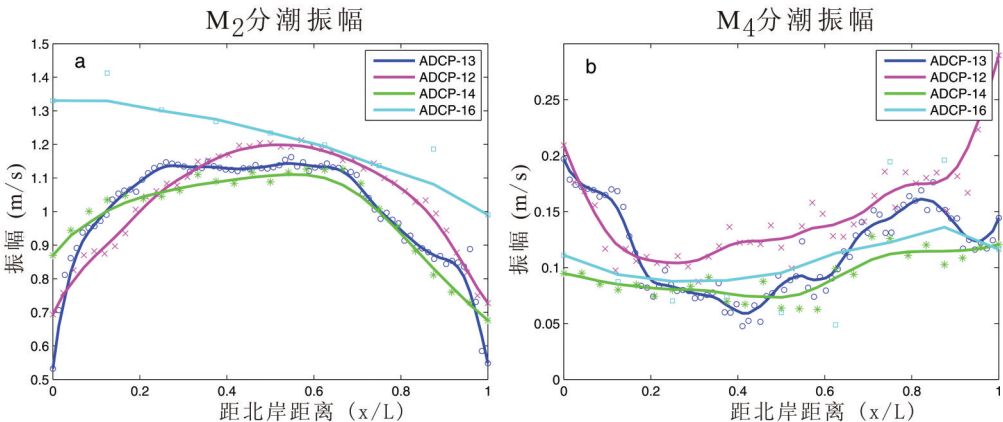 M₂分潮振幅
a
ADCP-13
ADCP-12
ADCP-14
ADCP-16
1.5
1.4
1.3
1.2
1.1
1
0.9
0.8
0.7
0.6
0.5
振幅 (m/s)
0 0.2 0.4 0.6 0.8 1
距北岸距离 (x/L)
M₄分潮振幅
b
ADCP-13
ADCP-12
ADCP-14
ADCP-16
0.25
0.2
0.15
0.1
0.05
0
振幅 (m/s)
0 0.2 0.4 0.6 0.8 1
距北岸距离 (x/L)